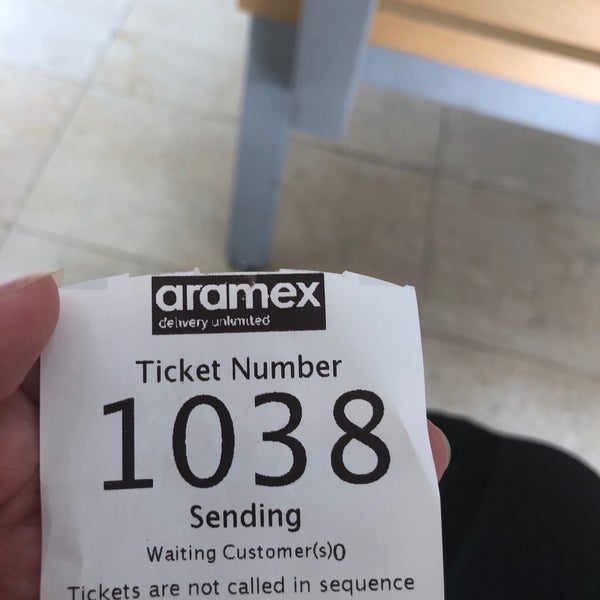 aramex
delivery unlimited
Ticket Number
1038
Sending
Waiting Customer(s)0
Tickets are not called in sequence